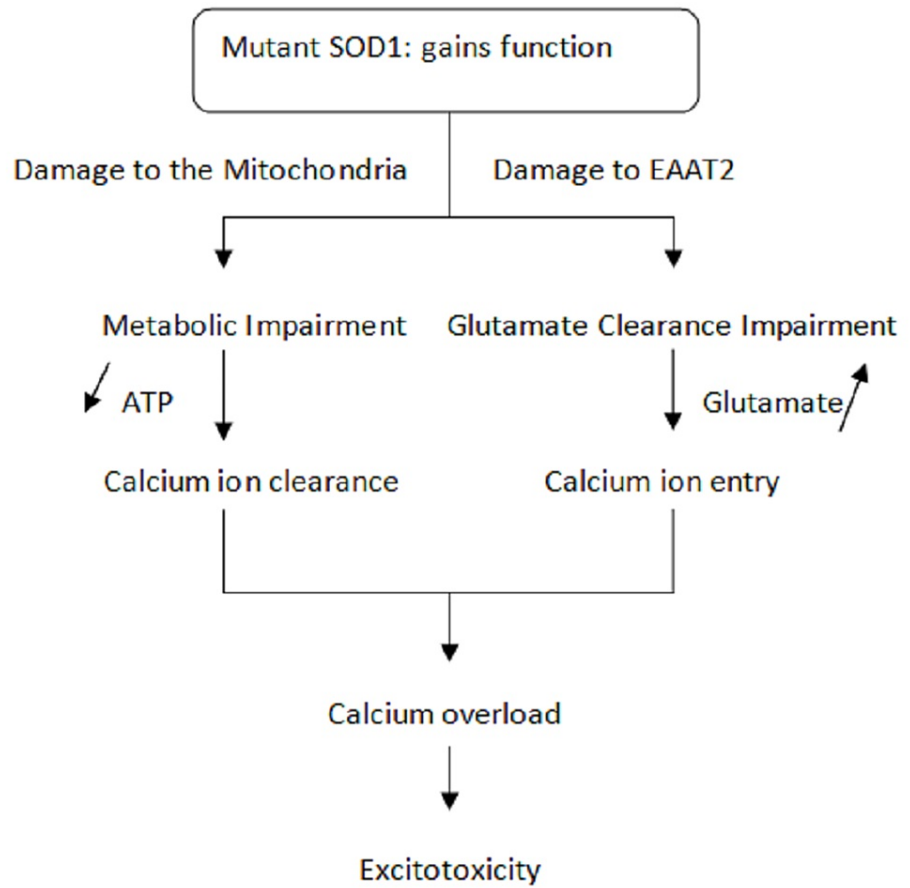 Mutant SOD1: gains function
Damage to the Mitochondria
Damage to EAAT2
Metabolic Impairment
Glutamate Clearance Impairment
ATP
Glutamate
Calcium ion clearance
Calcium ion entry
Calcium overload
Excitotoxicity